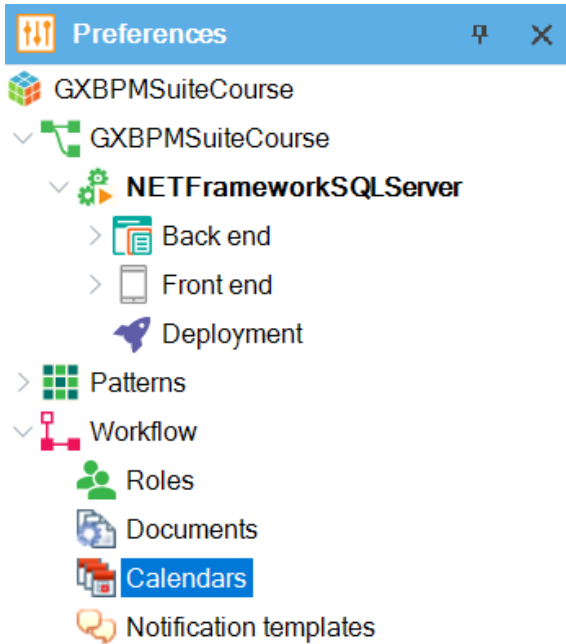 Preferences
GXBPMSuiteCourse
GXBPMSuiteCourse
NETFrameworkSQLServer
Back end
Front end
Deployment
Patterns
Workflow
Roles
Documents
Calendars
Notification templates